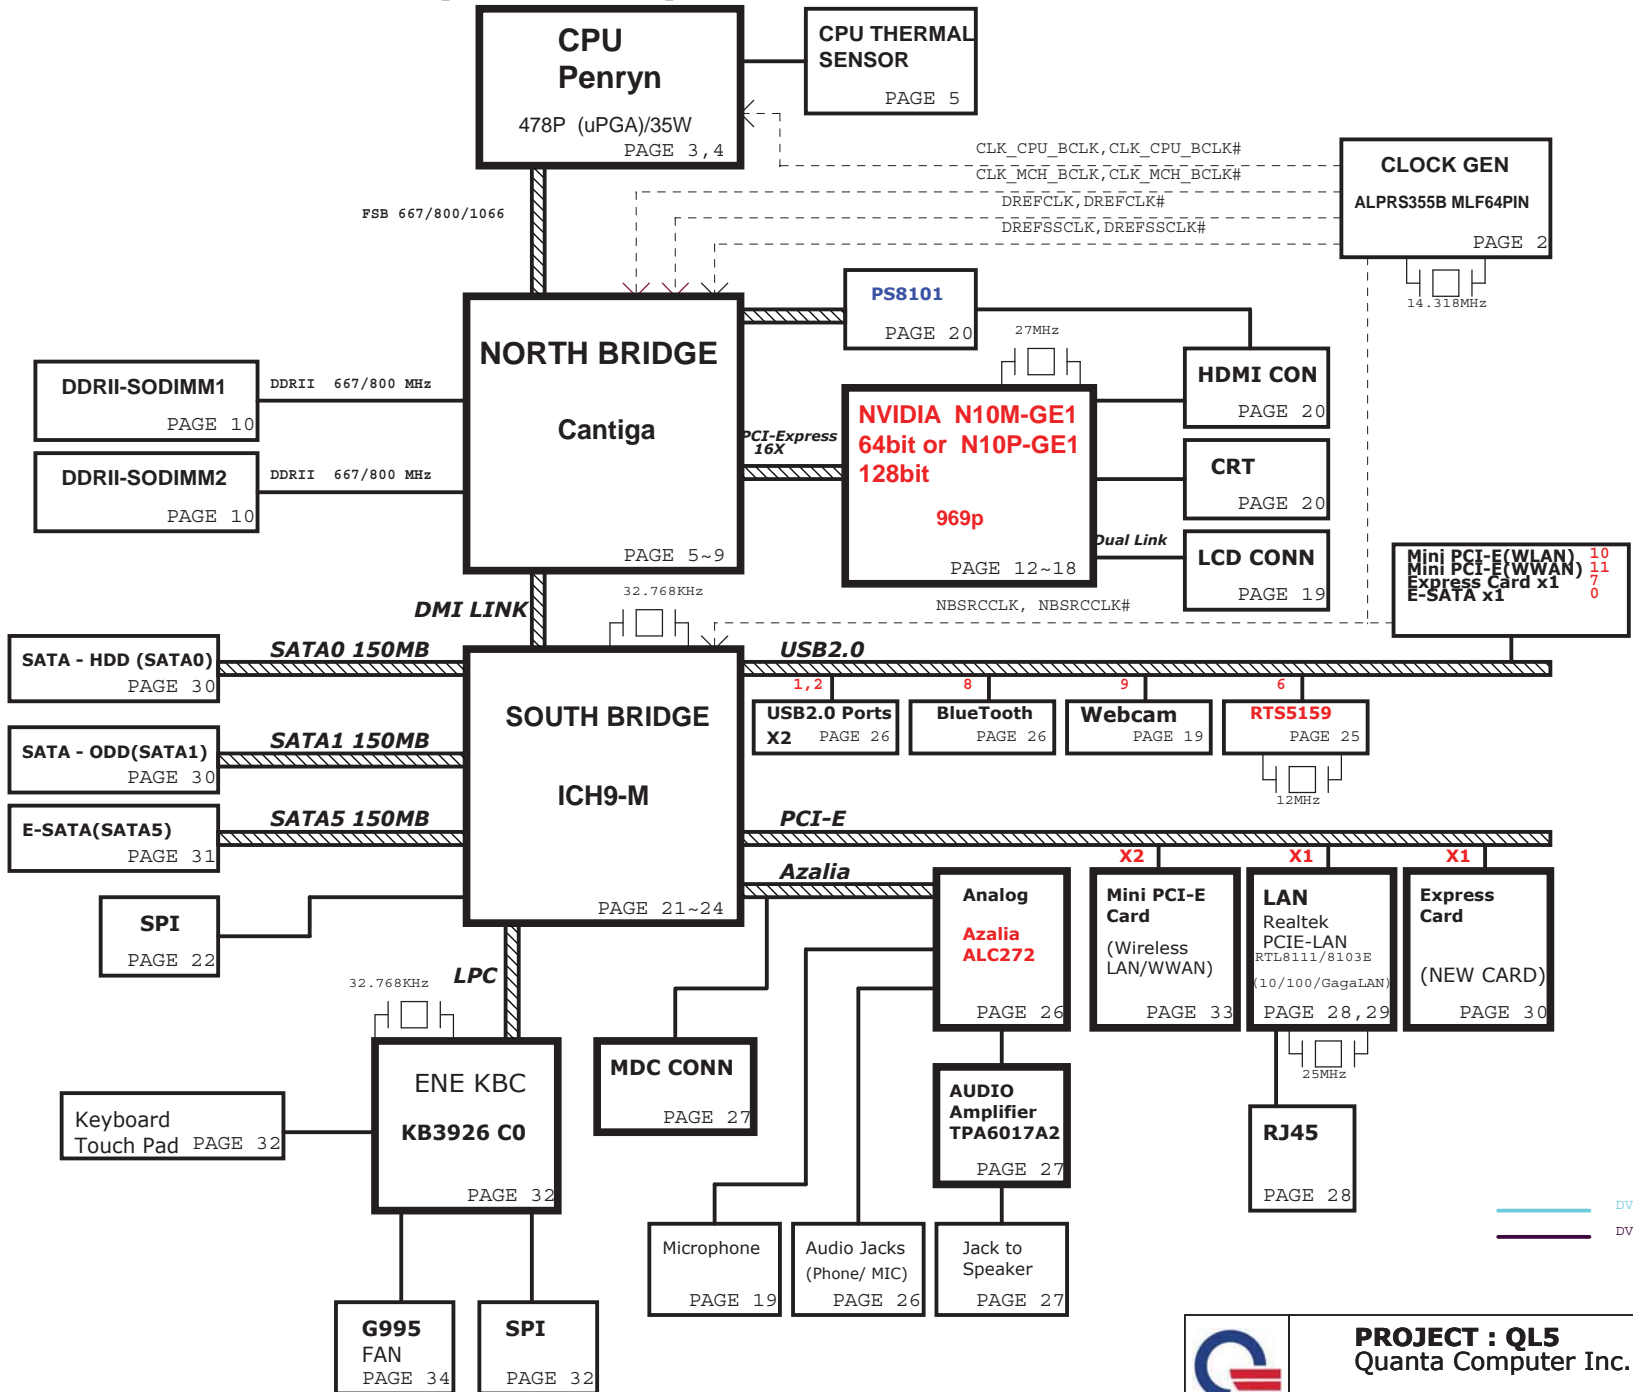 CPU
Penryn
478P (uPGA)/35W
PAGE 3,4
CPU THERMAL
SENSOR
PAGE 5
CLK_CPU_BCLK,CLK_CPU_BCLK#
CLK_MCH_BCLK,CLK_MCH_BCLK#
DREFCLK,DREFCLK#
DREFSSCLK,DREFSSCLK#
CLOCK GEN
ALPRS355B MLF64PIN
PAGE 2
14.318MHz
FSB 667/800/1066
NORTH BRIDGE
Cantiga
PAGE 5~9
PS8101
PAGE 20
27MHz
HDMI CON
PAGE 20
DDRII-SODIMM1
PAGE 10
DDRII 667/800 MHz
DDRII-SODIMM2
PAGE 10
DDRII 667/800 MHz
PCI-Express
16X
NVIDIA N10M-GE1
64bit or N10P-GE1
128bit
969p
PAGE 12~18
CRT
PAGE 20
Dual Link
LCD CONN
PAGE 19
Mini PCI-E(WLAN) 10
Mini PCI-E(WWAN) 11
Express Card x1 7
E-SATA x1 0
DMI LINK
32.768KHz
NBSRCCLK, NBSRCCLK#
SATA - HDD (SATA0)
PAGE 30
SATA0 150MB
USB2.0
SATA - ODD(SATA1)
PAGE 30
SATA1 150MB
E-SATA(SATA5)
PAGE 31
SATA5 150MB
SOUTH BRIDGE
ICH9-M
PAGE 21~24
1,2
USB2.0 Ports
X2 PAGE 26
8
BlueTooth
PAGE 26
9
Webcam
PAGE 19
6
RTS5159
PAGE 25
12MHz
PCI-E
Azalia
SPI
PAGE 22
LPC
32.768KHz
Analog
Azalia
ALC272
PAGE 26
X2
Mini PCI-E
Card
(Wireless
LAN/WWAN)
PAGE 33
X1
LAN
Realtek
PCIE-LAN
RTL8111/8103E
(10/100/GagaLAN)
PAGE 28,29
25MHz
X1
Express
Card
(NEW CARD)
PAGE 30
ENE KBC
KB3926 C0
PAGE 32
MDC CONN
PAGE 27
AUDIO
Amplifier
TPA6017A2
PAGE 27
RJ45
PAGE 28
Keyboard
Touch Pad PAGE 32
Microphone
PAGE 19
Audio Jacks
(Phone/ MIC)
PAGE 26
Jack to
Speaker
PAGE 27
G995
FAN
PAGE 34
SPI
PAGE 32
DV
DV
PROJECT : QL5
Quanta Computer Inc.